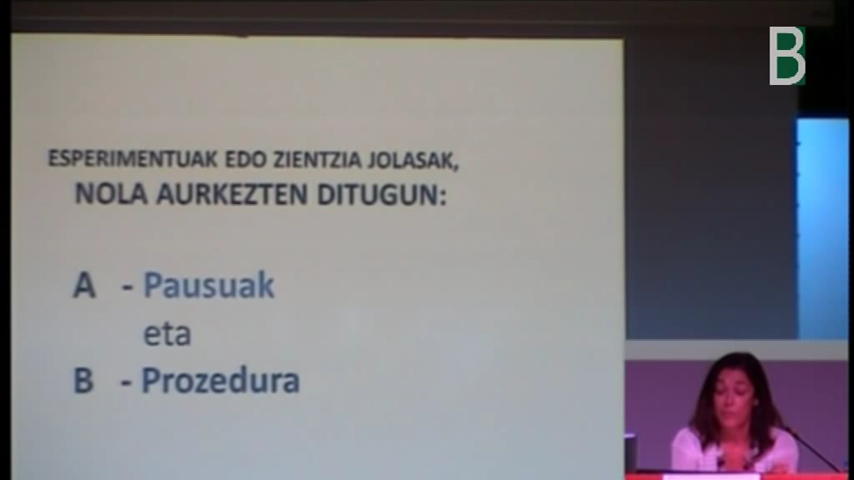 B
ESPERIMENTUAK EDO ZIENTZIA JOLASAK,
NOLA AURKEZTEN DITUGUN:
A - Pausuak
eta
B - Prozedura